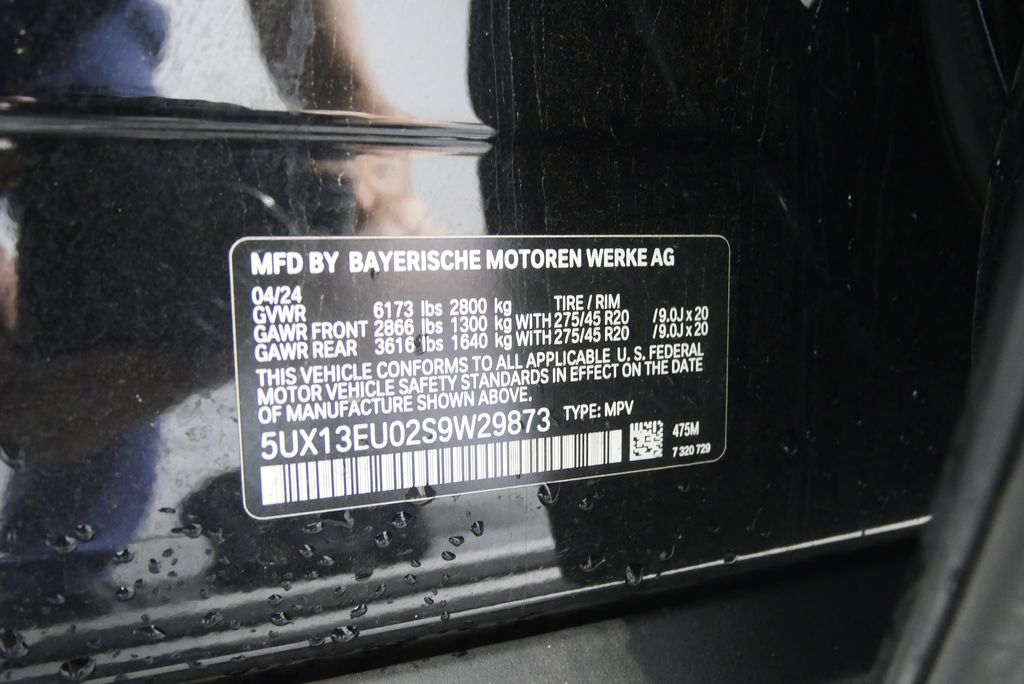 MFD BY BAYERISCHE MOTOREN WERKE AG
04/24 TIRE / RIM
GVWR 6173 lbs 2800 kg
GAWR FRONT 2866 lbs 1300 kg WITH 275/45 R20 /9.0J x 20
GAWR REAR 3616 lbs 1640 kg WITH 275/45 R20 /9.0J x 20
THIS VEHICLE CONFORMS TO ALL APPLICABLE U. S. FEDERAL
MOTOR VEHICLE SAFETY STANDARDS IN EFFECT ON THE DATE
OF MANUFACTURE SHOWN ABOVE.
5UX13EU02S9W29873 TYPE: MPV
475M
7 320 729